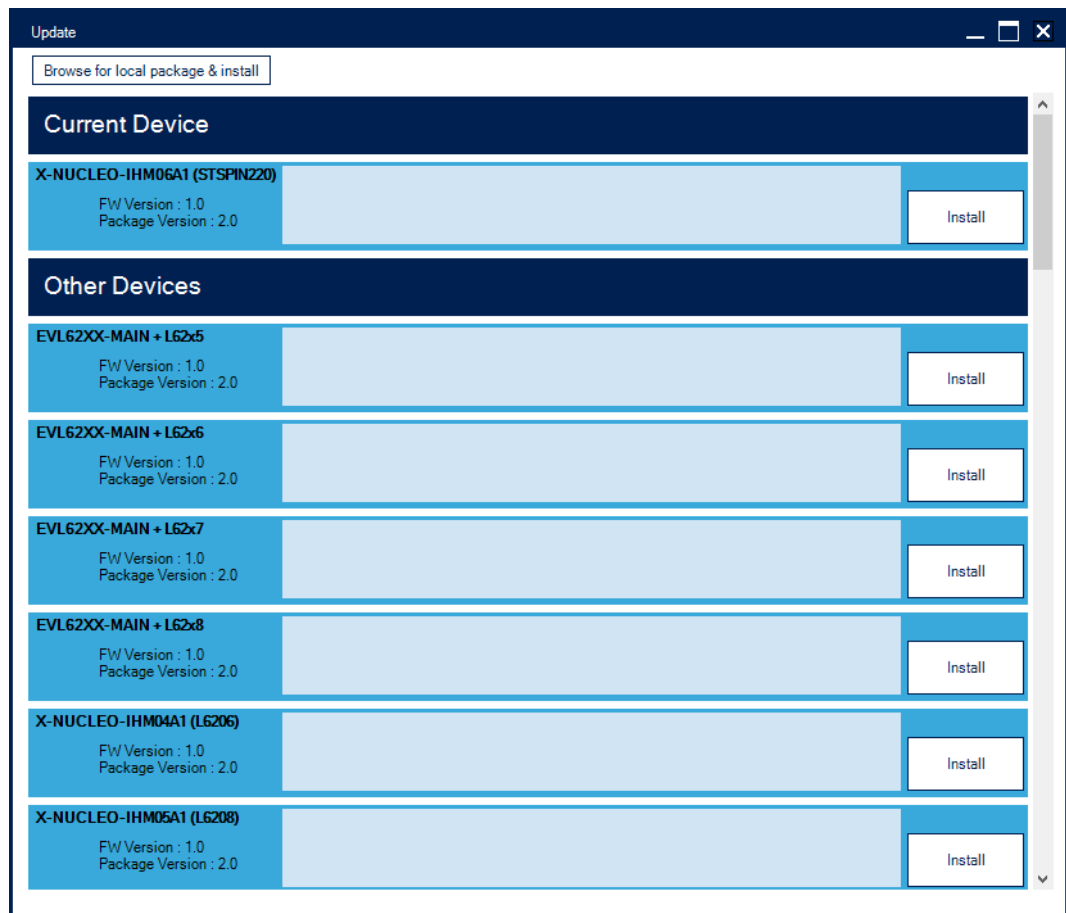 Update
Browse for local package & install
Current Device
X-NUCLEO-IHM06A1 (STSPIN220)
FW Version : 1.0
Package Version : 2.0
Install
Other Devices
EVL62XX-MAIN + L62x5
FW Version : 1.0
Package Version : 2.0
Install
EVL62XX-MAIN + L62x6
FW Version : 1.0
Package Version : 2.0
Install
EVL62XX-MAIN + L62x7
FW Version : 1.0
Package Version : 2.0
Install
EVL62XX-MAIN + L62x8
FW Version : 1.0
Package Version : 2.0
Install
X-NUCLEO-IHM04A1 (L6206)
FW Version : 1.0
Package Version : 2.0
Install
X-NUCLEO-IHM05A1 (L6208)
FW Version : 1.0
Package Version : 2.0
Install